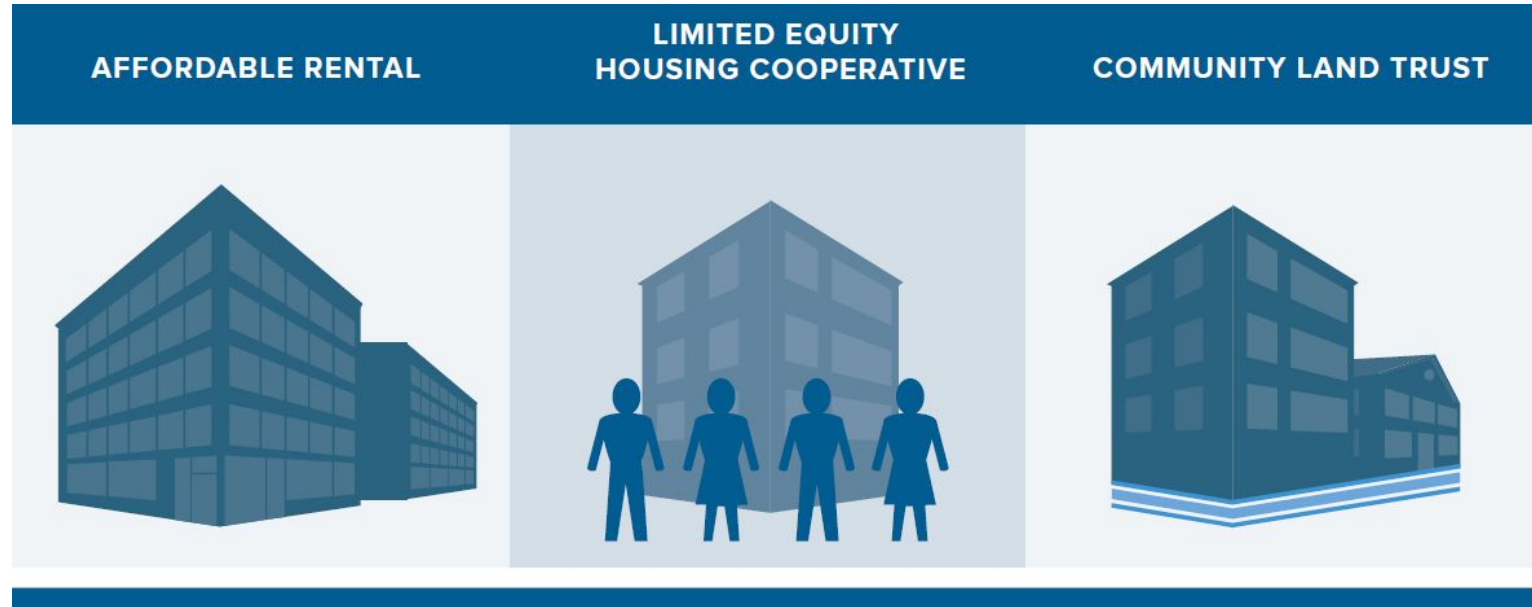 AFFORDABLE RENTAL
LIMITED EQUITY
HOUSING COOPERATIVE
COMMUNITY LAND TRUST